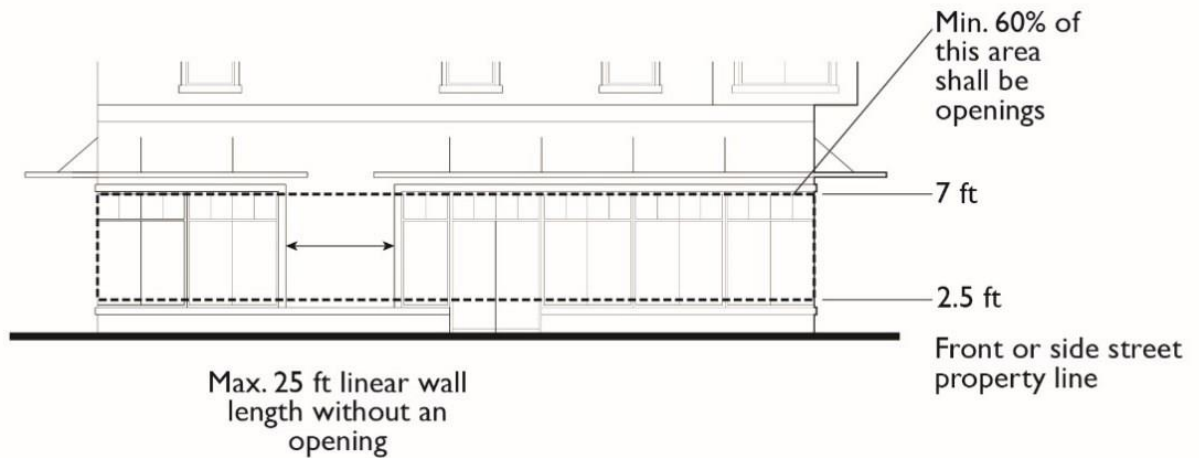 Min. 60% of
this area
shall be
openings
7 ft
2.5 ft
Front or side street
property line
Max. 25 ft linear wall
length without an
opening